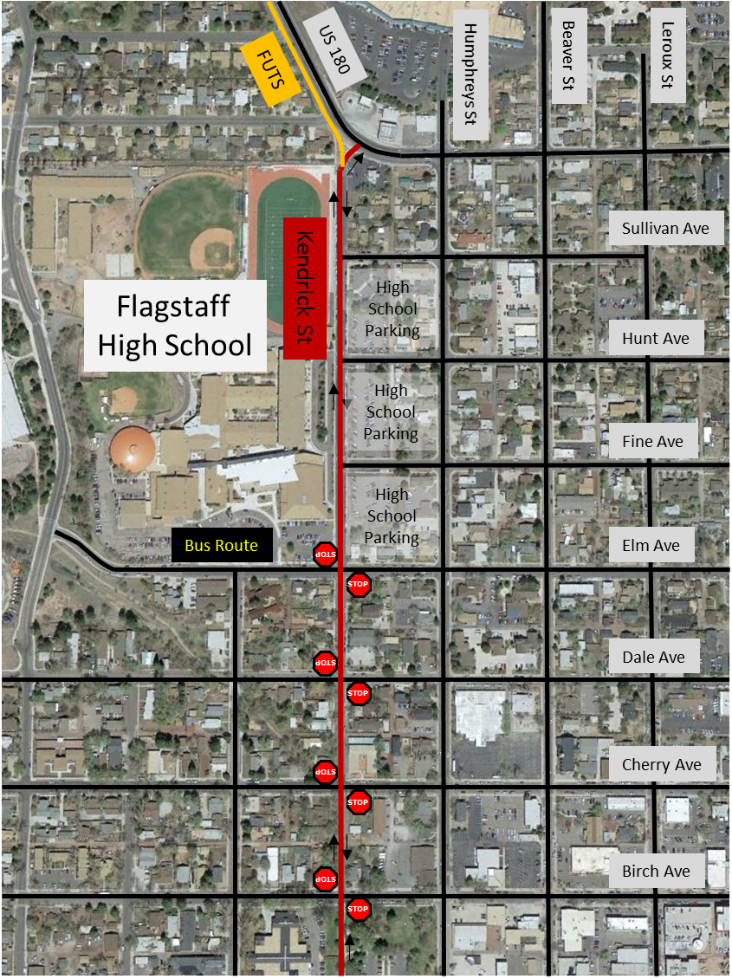 FUTS
US 180
Humphreys St
Beaver St
Leroux St
Sullivan Ave
Kendrick St
Flagstaff
High School
High
School
Parking
Hunt Ave
High
School
Parking
Fine Ave
High
School
Parking
Bus Route
Elm Ave
STOP
STOP
Dale Ave
STOP
STOP
Cherry Ave
STOP
STOP
Birch Ave
STOP
STOP